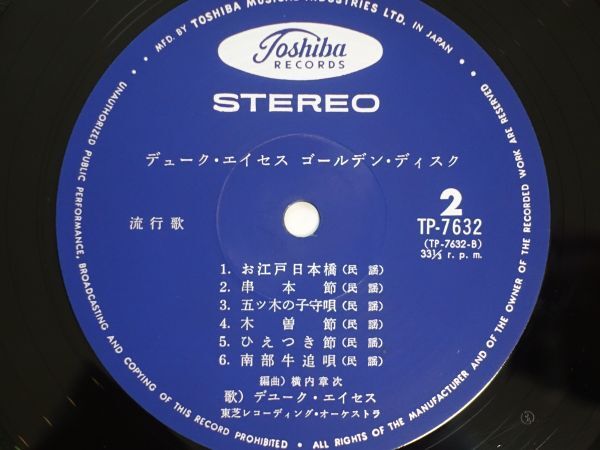 MFD. BY TOSHIBA MUSICAL INDUSTRIES LTD. IN JAPAN
• ALL RIGHTS OF THE MANUFACTURER AND OF THE OWNER OF THE RECORDED WORK ARE RESERVED
UNAUTHORIZED PUBLIC PERFORMANCE, BROADCASTING AND COPYING OF THIS RECORD PROHIBITED
Toshiba
RECORDS
STEREO
デューク・エイセス ゴールデン・ディスク
流行歌
2
TP-7632
(TP-7632-B)
33⅓ r. p. m.
1. お江戸日本橋(民 謡)
2. 串本節(民 謡)
3. 五ツ木の子守唄(民 謡)
4. 木曽節(民 謡)
5. ひえつき節(民 謡)
6. 南部牛追唄(民 謡)
編曲) 横内章次
歌) デューク・エイセス
東芝レコーディング・オーケストラ